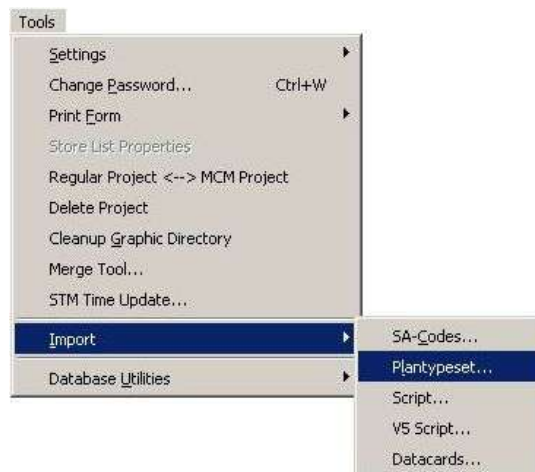 Tools
Settings
Change Password... Ctrl+W
Print Form
Store List Properties
Regular Project <--> MCM Project
Delete Project
Cleanup Graphic Directory
Merge Tool...
STM Time Update...
Import
Database Utilities
SA-Codes...
Plantypeset...
Script...
V5 Script...
Datacards...